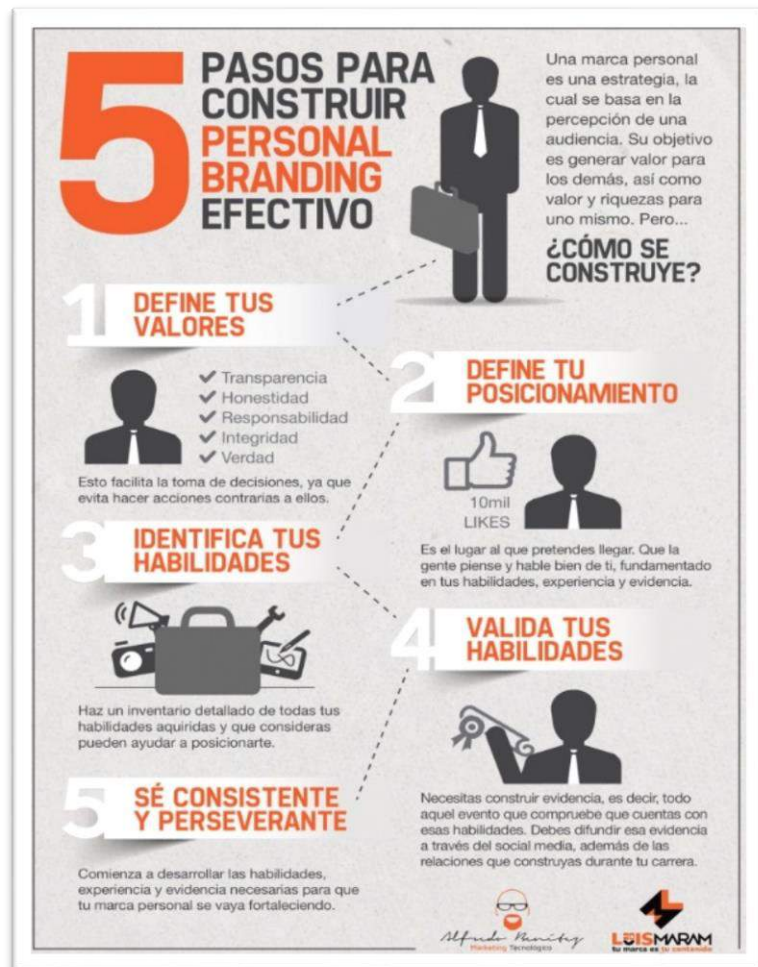 5
PASOS PARA
CONSTRUIR
PERSONAL
BRANDING
EFECTIVO
Una marca personal
es una estrategia, la
cual se basa en la
percepción de una
audiencia. Su objetivo
es generar valor para
los demás, así como
valor y riquezas para
uno mismo. Pero...
¿CÓMO SE
CONSTRUYE?
1 DEFINE TUS
VALORES
✔ Transparencia
✔ Honestidad
✔ Responsabilidad
✔ Integridad
✔ Verdad
Esto facilita la toma de decisiones, ya que
evita hacer acciones contrarias a ellos.
2 DEFINE TU
POSICIONAMIENTO
10mil
LIKES
Es el lugar al que pretendes llegar. Que la
gente piense y hable bien de ti, fundamentado
en tus habilidades, experiencia y evidencia.
3 IDENTIFICA TUS
HABILIDADES
Haz un inventario detallado de todas tus
habilidades aquiridas y que consideras
pueden ayudar a posicionarte.
4 VALIDA TUS
HABILIDADES
Necesitas construir evidencia, es decir, todo
aquel evento que compruebe que cuentas con
esas habilidades. Debes difundir esa evidencia
a través del social media, además de las
relaciones que construyas durante tu carrera.
5 SÉ CONSISTENTE
Y PERSEVERANTE
Comienza a desarrollar las habilidades,
experiencia y evidencia necesarias para que
tu marca personal se vaya fortaleciendo.
Alfredo Benítez
Marketing Tecnológico
LUISMARAM
tu marca es tu contenido